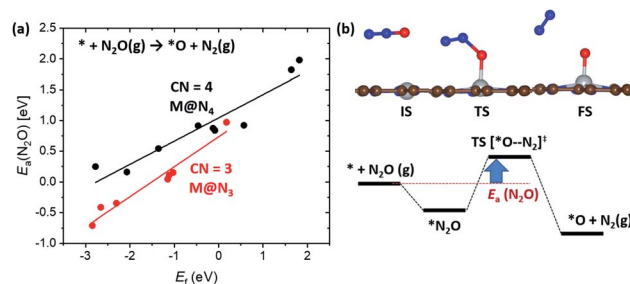 (a)
* + N₂O(g) → *O + N₂(g)
CN = 4
M@N₄
CN = 3
M@N₃
Eₐ(N₂O) [eV]
2.5
2.0
1.5
1.0
0.5
0.0
-0.5
-1.0
-3 -2 -1 0 1 2
E_f (eV)
(b)
IS TS FS
TS [*O--N₂]‡
* + N₂O (g)
Eₐ (N₂O)
*N₂O
*O + N₂(g)